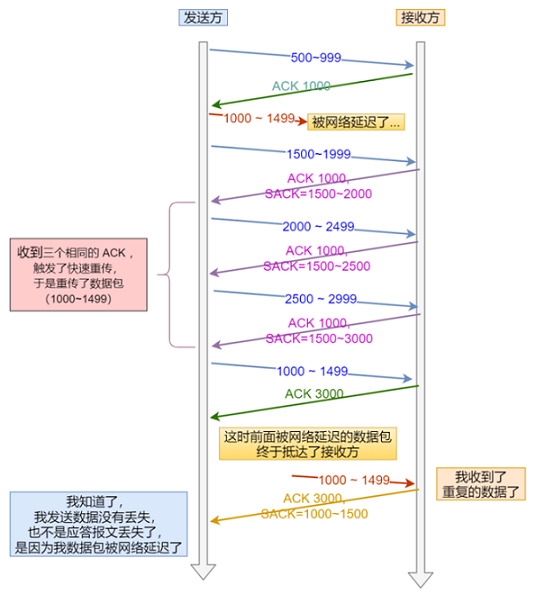 发送方
接收方
500~999
ACK 1000
1000 ~ 1499
被网络延迟了...
1500~1999
ACK 1000,
SACK=1500~2000
2000 ~ 2499
ACK 1000,
SACK=1500~2500
收到三个相同的 ACK ，
触发了快速重传，
于是重传了数据包
（1000~1499）
2500 ~ 2999
ACK 1000,
SACK=1500~3000
1000 ~ 1499
ACK 3000
这时前面被网络延迟的数据包
终于抵达了接收方
1000 ~ 1499
我收到了
重复的数据了
ACK 3000,
SACK=1000~1500
我知道了，
我发送数据没有丢失，
也不是应答报文丢失了，
是因为我数据包被网络延迟了